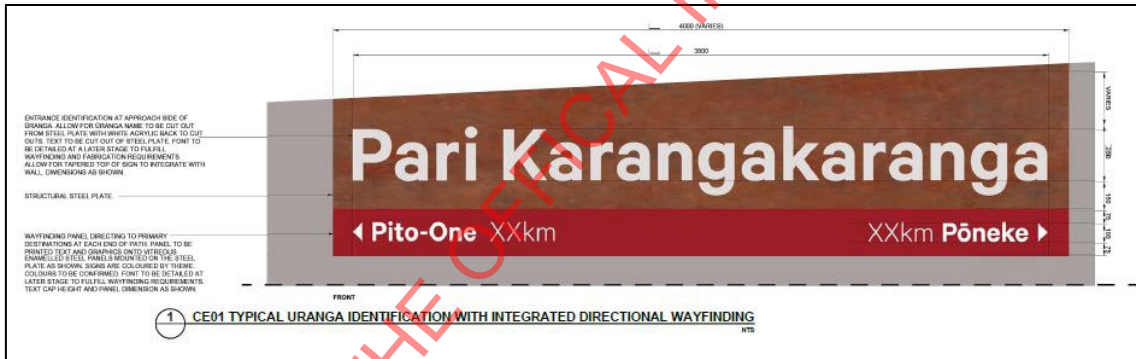 4000 (VARIES)
3800
ENTRANCE IDENTIFICATION AT APPROACH SIDE OF
ŪRANGA. ALLOW FOR ŪRANGA NAME TO BE CUT OUT
FROM STEEL PLATE WITH WHITE ACRYLIC BACK TO CUT
OUTS. TEXT TO BE CUT OUT OF STEEL PLATE. FONT TO
BE DETAILED AT A LATER STAGE TO FULFILL
WAYFINDING AND FABRICATION REQUIREMENTS.
ALLOW FOR TAPERED TOP OF SIGN TO INTEGRATE WITH
WALL. DIMENSIONS AS SHOWN.
STRUCTURAL STEEL PLATE.
WAYFINDING PANEL DIRECTING TO PRIMARY
DESTINATIONS AT EACH END OF PATH. PANEL TO BE
PRINTED TEXT AND GRAPHICS ONTO VITREOUS
ENAMELLED STEEL PANELS MOUNTED ON THE STEEL
PLATE AS SHOWN. SIGNS ARE COLOURED BY THEME.
COLOURS TO BE CONFIRMED. FONT TO BE DETAILED AT
LATER STAGE TO FULFILL WAYFINDING REQUIREMENTS.
TEXT CAP HEIGHT AND PANEL DIMENSION AS SHOWN.
Pari Karangakaranga
Pito-One XXkm
XXkm Pōneke
VARIES
250
150
75
100
75
FRONT
1 CE01 TYPICAL URANGA IDENTIFICATION WITH INTEGRATED DIRECTIONAL WAYFINDING
NTS
THE OFFICIAL